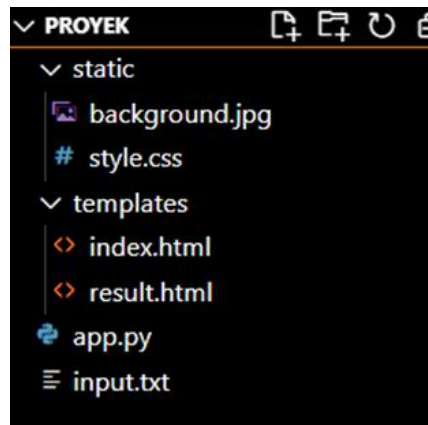 PROYEK
static
background.jpg
# style.css
templates
<> index.html
<> result.html
app.py
input.txt